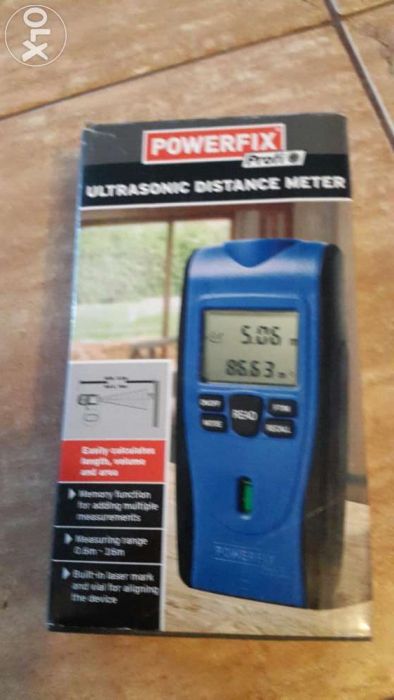 OLX
POWERFIX
Profi
ULTRASONIC DISTANCE METER
5.06 m
86.63 m
ON/OFF
READ
MODE
RECALL
Easily calculates
length, volume
and area
Memory function
for adding multiple
measurements
Measuring range
0.6m - 16m
Built-in laser mark
and vial for aligning
the device
POWERFIX